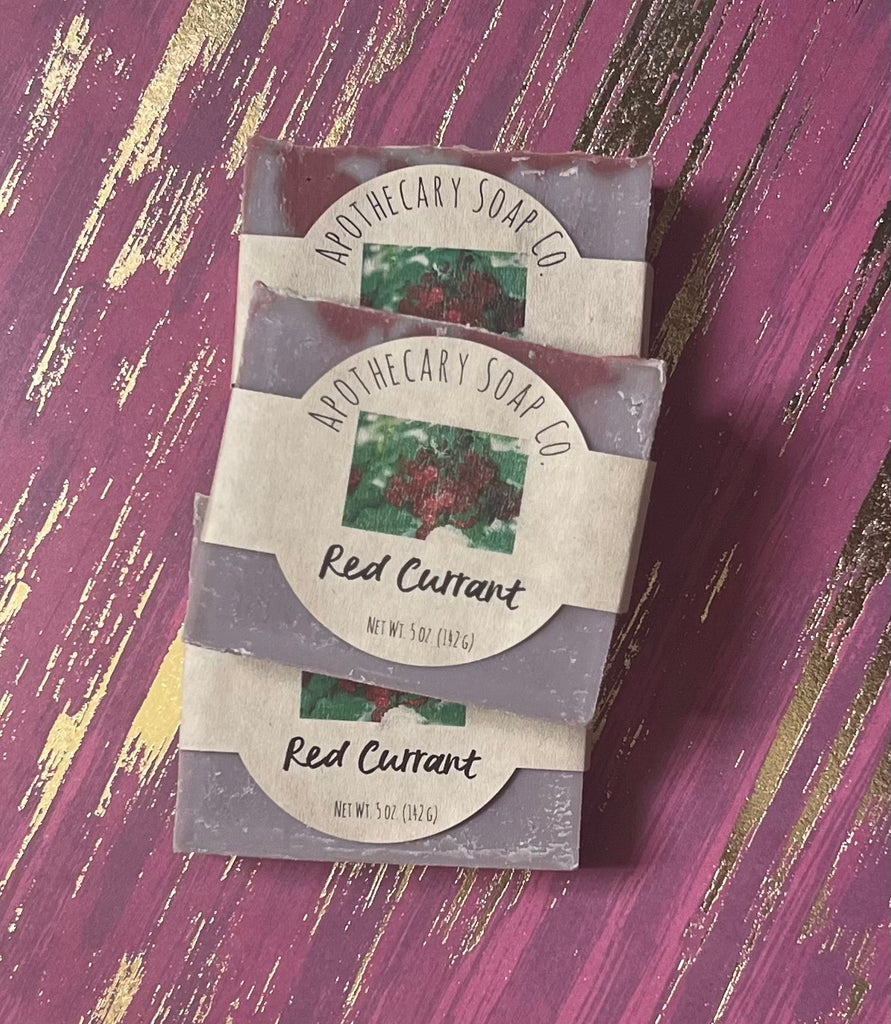 APOTHECARY SOAP CO.
APOTHECARY SOAP CO.
Red Currant
NET WT. 5 OZ. (142 G)
Red Currant
NET WT. 5 OZ. (142 G)